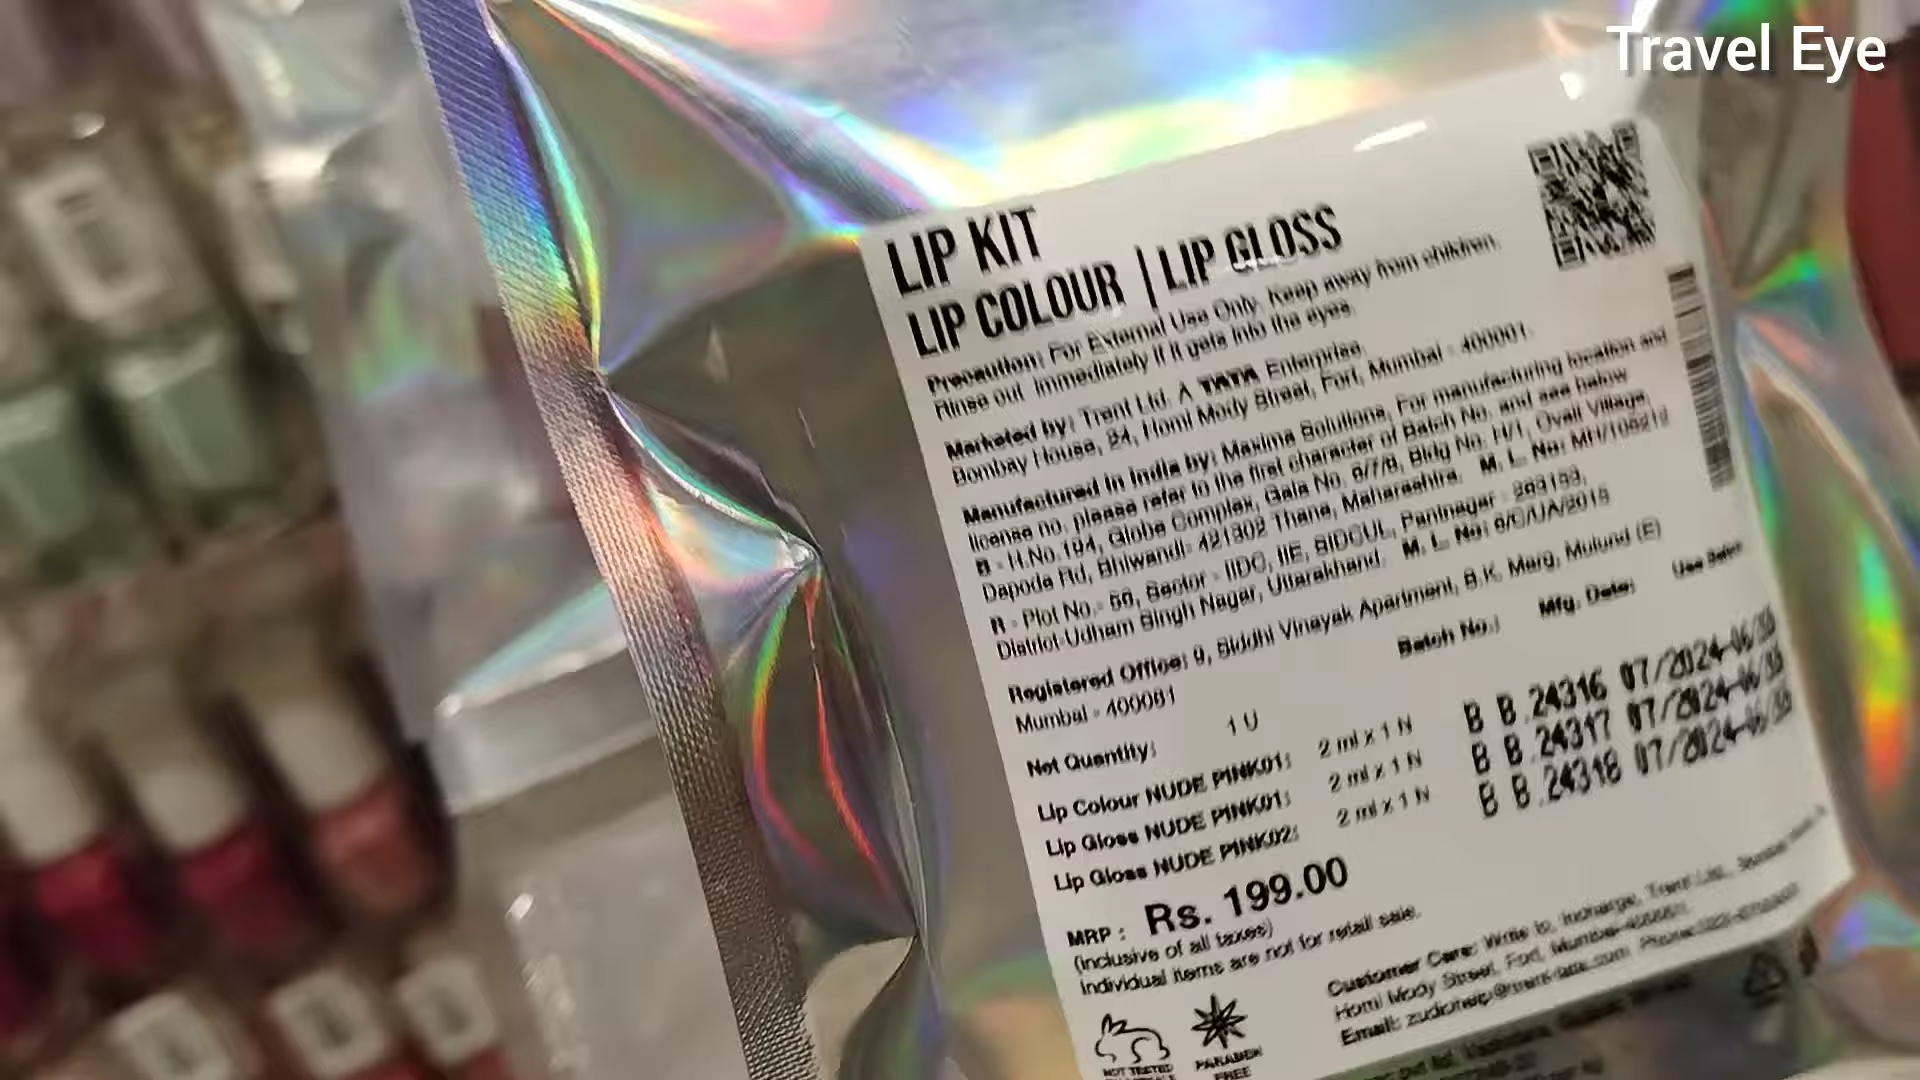 Travel Eye
LIP KIT
LIP COLOUR | LIP GLOSS
Precaution: For External Use Only. Keep away from children.
Rinse out immediately if it gets into the eyes.
Marketed by: Trent Ltd. A TATA Enterprise.
Bombay House, 24, Homi Mody Street, Fort, Mumbai - 400001.
Manufactured in India by: Maxima Solutions, For manufacturing location and
license no. please refer to the first character of Batch No. and see below
B - H.No.194, Globe Complex, Gala No. 6/7/8, Bldg No. H/1, Ovali Village,
Dapoda Rd, Bhiwandi- 421302 Thane, Maharashtra. M. L. No:
R - Plot No.- 56, Sector - IIDC, IIE, SIDCUL, Pantnagar - 263153,
District-Udham Singh Nagar, Uttarakhand. M. L. No: 6/C/UA/2015
Registered Office: 9, Siddhi Vinayak Apartment, B.K. Marg, Mulund (E)
Mumbai - 400081
Batch No.: Mfg. Date: Use Before
Net Quantity: 1 U
Lip Colour NUDE PINK01: 2 ml x 1 N B B.24316 07/2024-
Lip Gloss NUDE PINK01: 2 ml x 1 N B B.24317 07/2024-
Lip Gloss NUDE PINK02: 2 ml x 1 N B B.24318 07/2024-
MRP : Rs. 199.00
(Inclusive of all taxes)
Individual items are not for retail sale.
Customer Care: Write to, Incharge, Trent Ltd.,
Homi Mody Street, Fort, Mumbai-400001.
Email:
NOT TESTED
PARABEN
FREE